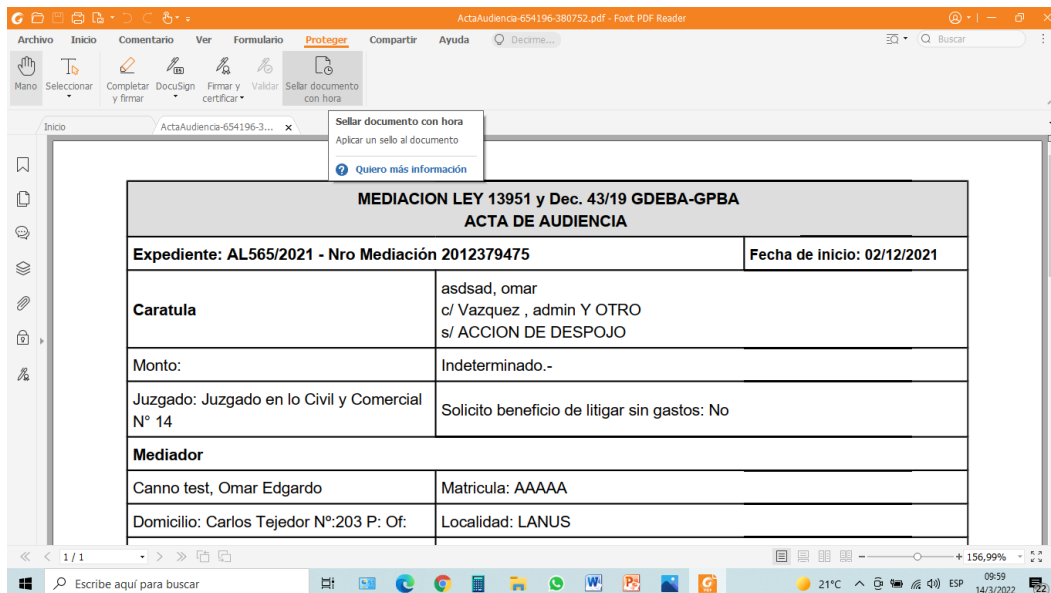 ActaAudiencia-654196-380752.pdf - Foxit PDF Reader
Archivo Inicio Comentario Ver Formulario Proteger Compartir Ayuda Decirme... Buscar
Mano Seleccionar Completar y firmar DocuSign Firmar y certificar Validar Sellar documento con hora
Inicio ActaAudiencia-654196-3... x
Sellar documento con hora
Aplicar un sello al documento
Quiero más información
MEDIACION LEY 13951 y Dec. 43/19 GDEBA-GPBA
ACTA DE AUDIENCIA
Expediente: AL565/2021 - Nro Mediación 2012379475 Fecha de inicio: 02/12/2021
Caratula
asdsad, omar
c/ Vazquez , admin Y OTRO
s/ ACCION DE DESPOJO
Monto: Indeterminado.-
Juzgado: Juzgado en lo Civil y Comercial
N° 14
Solicito beneficio de litigar sin gastos: No
Mediador
Canno test, Omar Edgardo Matricula: AAAAA
Domicilio: Carlos Tejedor Nº:203 P: Of: Localidad: LANUS
1 / 1 156,99%
Escribe aquí para buscar 21°C ESP 09:59
14/3/2022 22